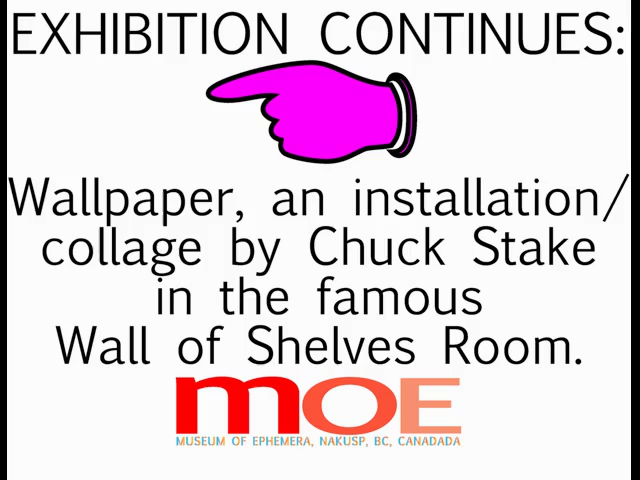 EXHIBITION CONTINUES:
Wallpaper, an installation/
collage by Chuck Stake
in the famous
Wall of Shelves Room.
mOE
MUSEUM OF EPHEMERA, NAKUSP, BC, CANADADA